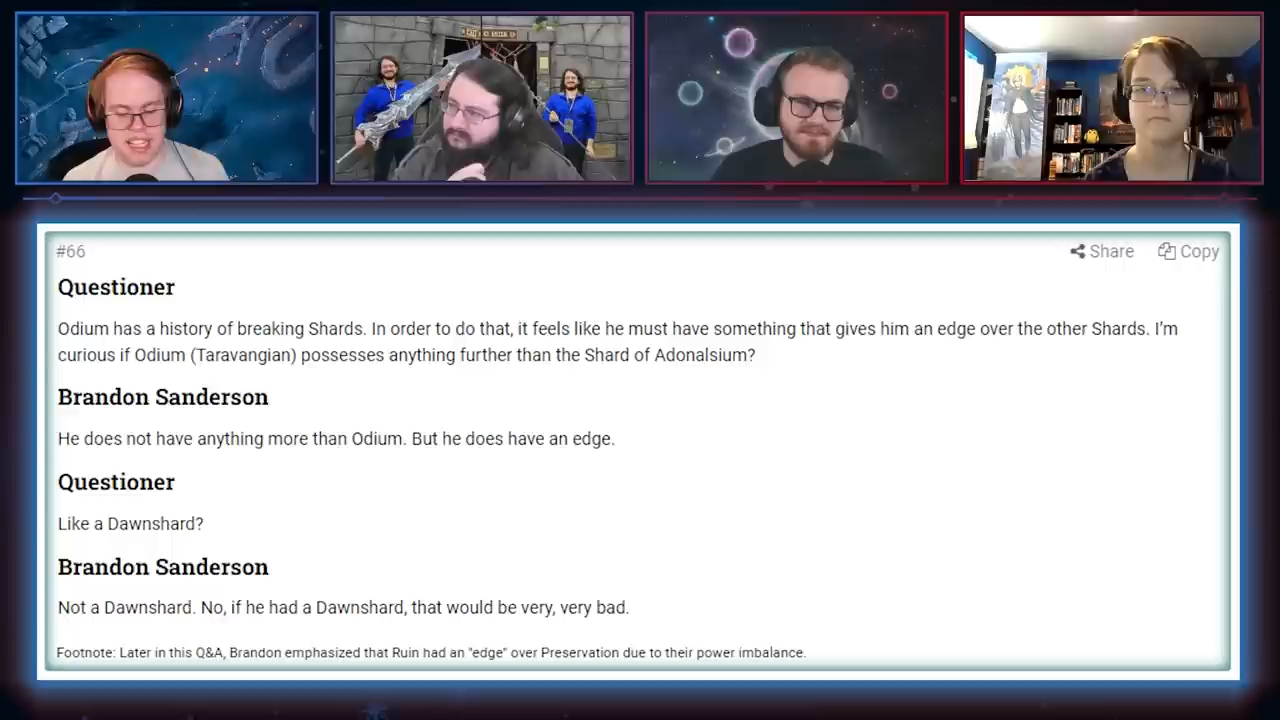 #66
Share
Copy
Questioner
Odium has a history of breaking Shards. In order to do that, it feels like he must have something that gives him an edge over the other Shards. I'm
curious if Odium (Taravangian) possesses anything further than the Shard of Adonalsium?
Brandon Sanderson
He does not have anything more than Odium. But he does have an edge.
Questioner
Like a Dawnshard?
Brandon Sanderson
Not a Dawnshard. No, if he had a Dawnshard, that would be very, very bad.
Footnote: Later in this Q&A, Brandon emphasized that Ruin had an "edge" over Preservation due to their power imbalance.